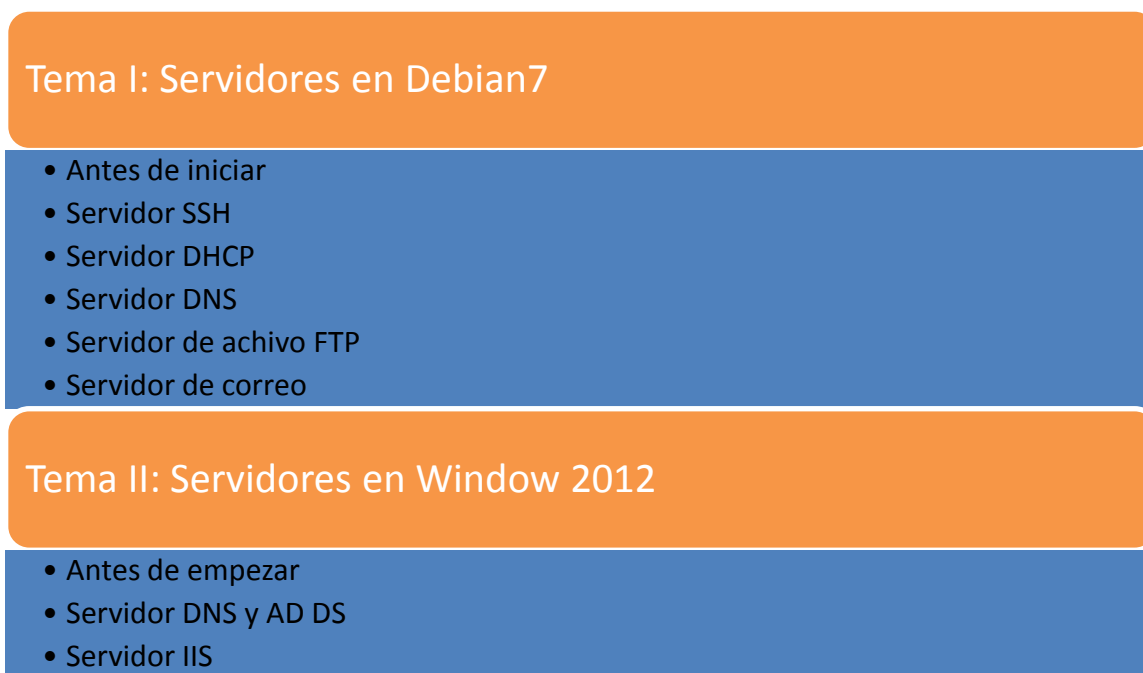 Tema I: Servidores en Debian7
• Antes de iniciar
• Servidor SSH
• Servidor DHCP
• Servidor DNS
• Servidor de achivo FTP
• Servidor de correo
Tema II: Servidores en Window 2012
• Antes de empezar
• Servidor DNS y AD DS
• Servidor IIS